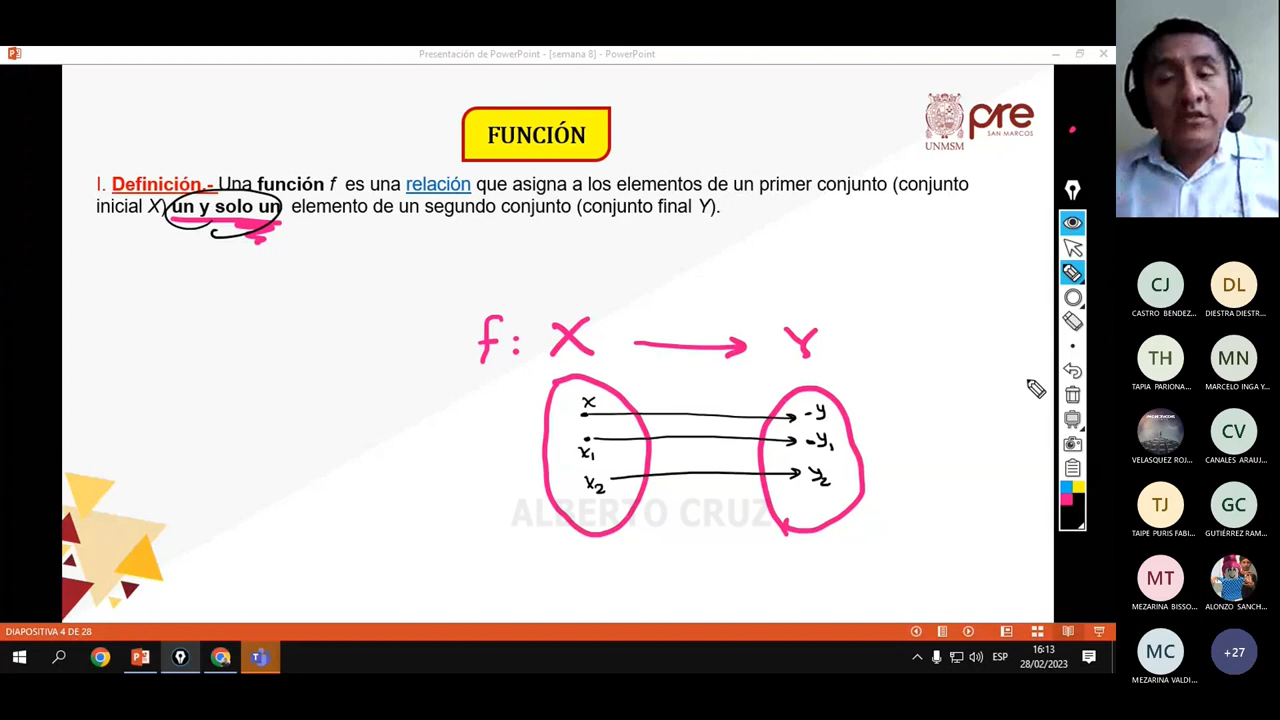 Presentación de PowerPoint - [semana 8] - PowerPoint
FUNCIÓN
pre
SAN MARCOS
UNMSM
I. Definición.- Una función f es una relación que asigna a los elementos de un primer conjunto (conjunto
inicial X) un y solo un elemento de un segundo conjunto (conjunto final Y).
f: X → Y
x → y
x₁ → y₁
x₂ → y₂
ALBERTO CRUZ
DIAPOSITIVA 4 DE 28
ESP
16:13
28/02/2023
CJ
CASTRO BENDEZ...
DL
DIESTRA DIESTR...
TH
TAPIA PARIONA...
MN
MARCELO INGA Y...
VELASQUEZ ROJ...
CV
CANALES ARAUJ...
TJ
TAIPE PURIS FABI...
GC
GUTIÉRREZ RAM...
MT
MEZARINA BISSO...
ALONZO SANCH...
MC
MEZARINA VALDI...
+27